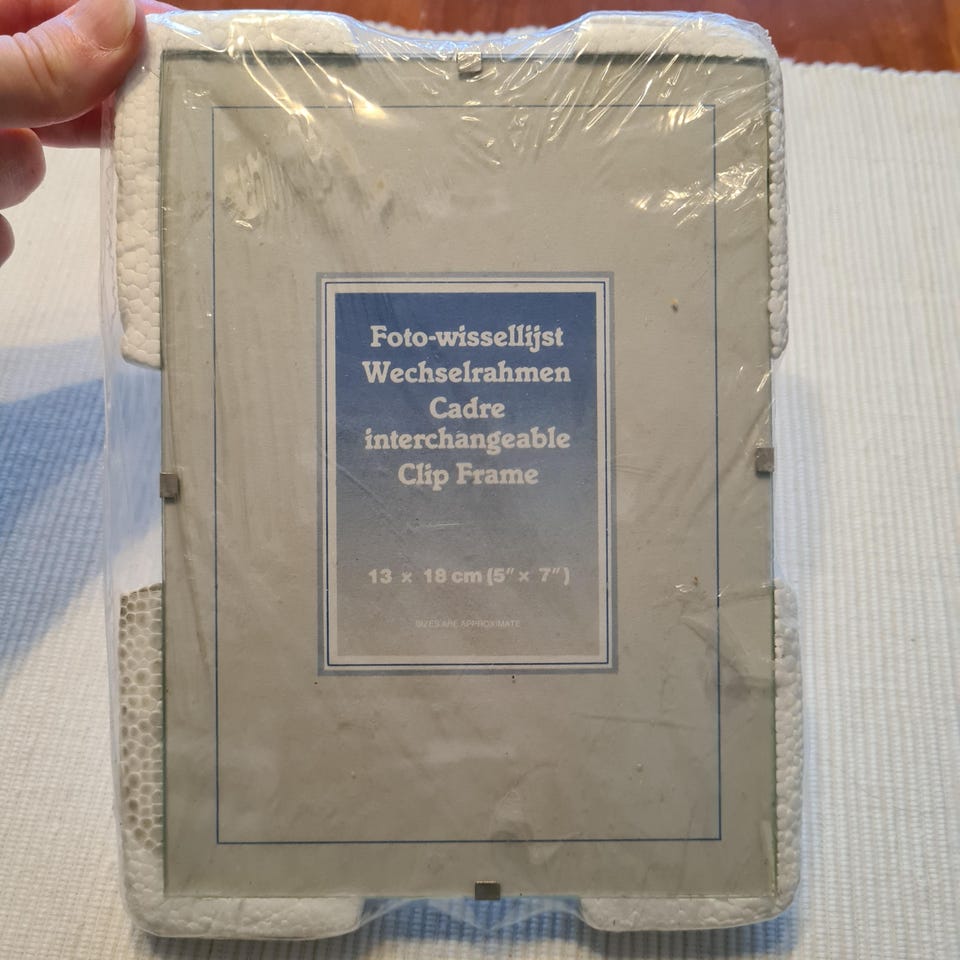 Foto-wissellijst
Wechselrahmen
Cadre
interchangeable
Clip Frame
13 x 18 cm (5″ x 7″)
SIZES ARE APPROXIMATE